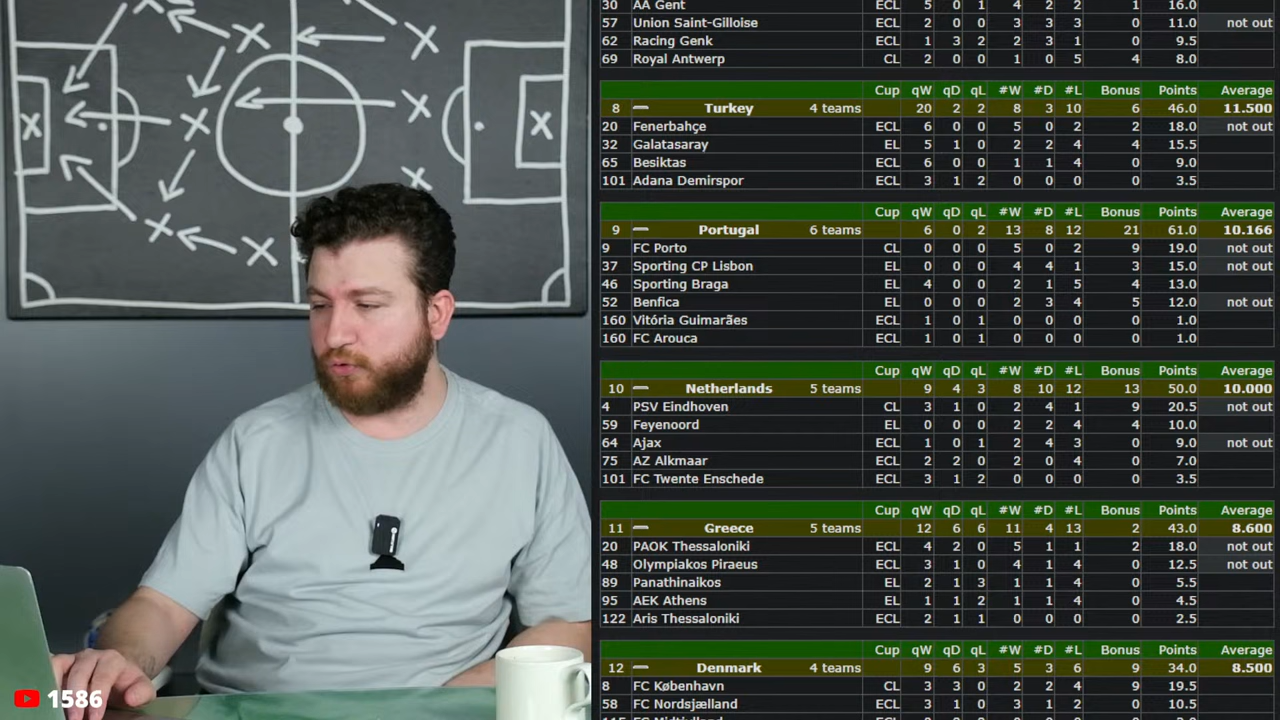 30 AA Gent ECL 5 0 1 4 2 2 1 16.0
57 Union Saint-Gilloise ECL 2 0 0 3 3 3 0 11.0 not out
62 Racing Genk ECL 1 3 2 2 3 1 0 9.5
69 Royal Antwerp CL 2 0 0 1 0 5 4 8.0
Cup qW qD qL #W #D #L Bonus Points Average
8 Turkey 4 teams 20 2 2 8 3 10 6 46.0 11.500
20 Fenerbahçe ECL 6 0 0 5 0 2 2 18.0 not out
32 Galatasaray EL 5 1 0 2 2 4 4 15.5
65 Besiktas ECL 6 0 0 1 1 4 0 9.0
101 Adana Demirspor ECL 3 1 2 0 0 0 0 3.5
Cup qW qD qL #W #D #L Bonus Points Average
9 Portugal 6 teams 6 0 2 13 8 12 21 61.0 10.166
9 FC Porto CL 0 0 0 5 0 2 9 19.0 not out
37 Sporting CP Lisbon EL 0 0 0 4 4 1 3 15.0 not out
46 Sporting Braga EL 4 0 0 2 1 5 4 13.0
52 Benfica EL 0 0 0 2 3 4 5 12.0 not out
160 Vitória Guimarães ECL 1 0 1 0 0 0 0 1.0
160 FC Arouca ECL 1 0 1 0 0 0 0 1.0
Cup qW qD qL #W #D #L Bonus Points Average
10 Netherlands 5 teams 9 4 3 8 10 12 13 50.0 10.000
4 PSV Eindhoven CL 3 1 0 2 4 1 9 20.5 not out
59 Feyenoord EL 0 0 0 2 2 4 4 10.0
64 Ajax ECL 1 0 1 2 4 3 0 9.0 not out
75 AZ Alkmaar ECL 2 2 0 2 0 4 0 7.0
101 FC Twente Enschede ECL 3 1 2 0 0 0 0 3.5
Cup qW qD qL #W #D #L Bonus Points Average
11 Greece 5 teams 12 6 6 11 4 13 2 43.0 8.600
20 PAOK Thessaloniki ECL 4 2 0 5 1 1 2 18.0 not out
48 Olympiakos Piraeus ECL 3 1 0 4 1 4 0 12.5 not out
89 Panathinaikos EL 2 1 3 1 1 4 0 5.5
95 AEK Athens EL 1 1 2 1 1 4 0 4.5
122 Aris Thessaloniki ECL 2 1 1 0 0 0 0 2.5
Cup qW qD qL #W #D #L Bonus Points Average
12 Denmark 4 teams 9 6 3 5 3 6 9 34.0 8.500
8 FC København CL 3 3 0 2 2 4 9 19.5
58 FC Nordsjælland ECL 3 1 0 3 1 2 0 10.5
1586